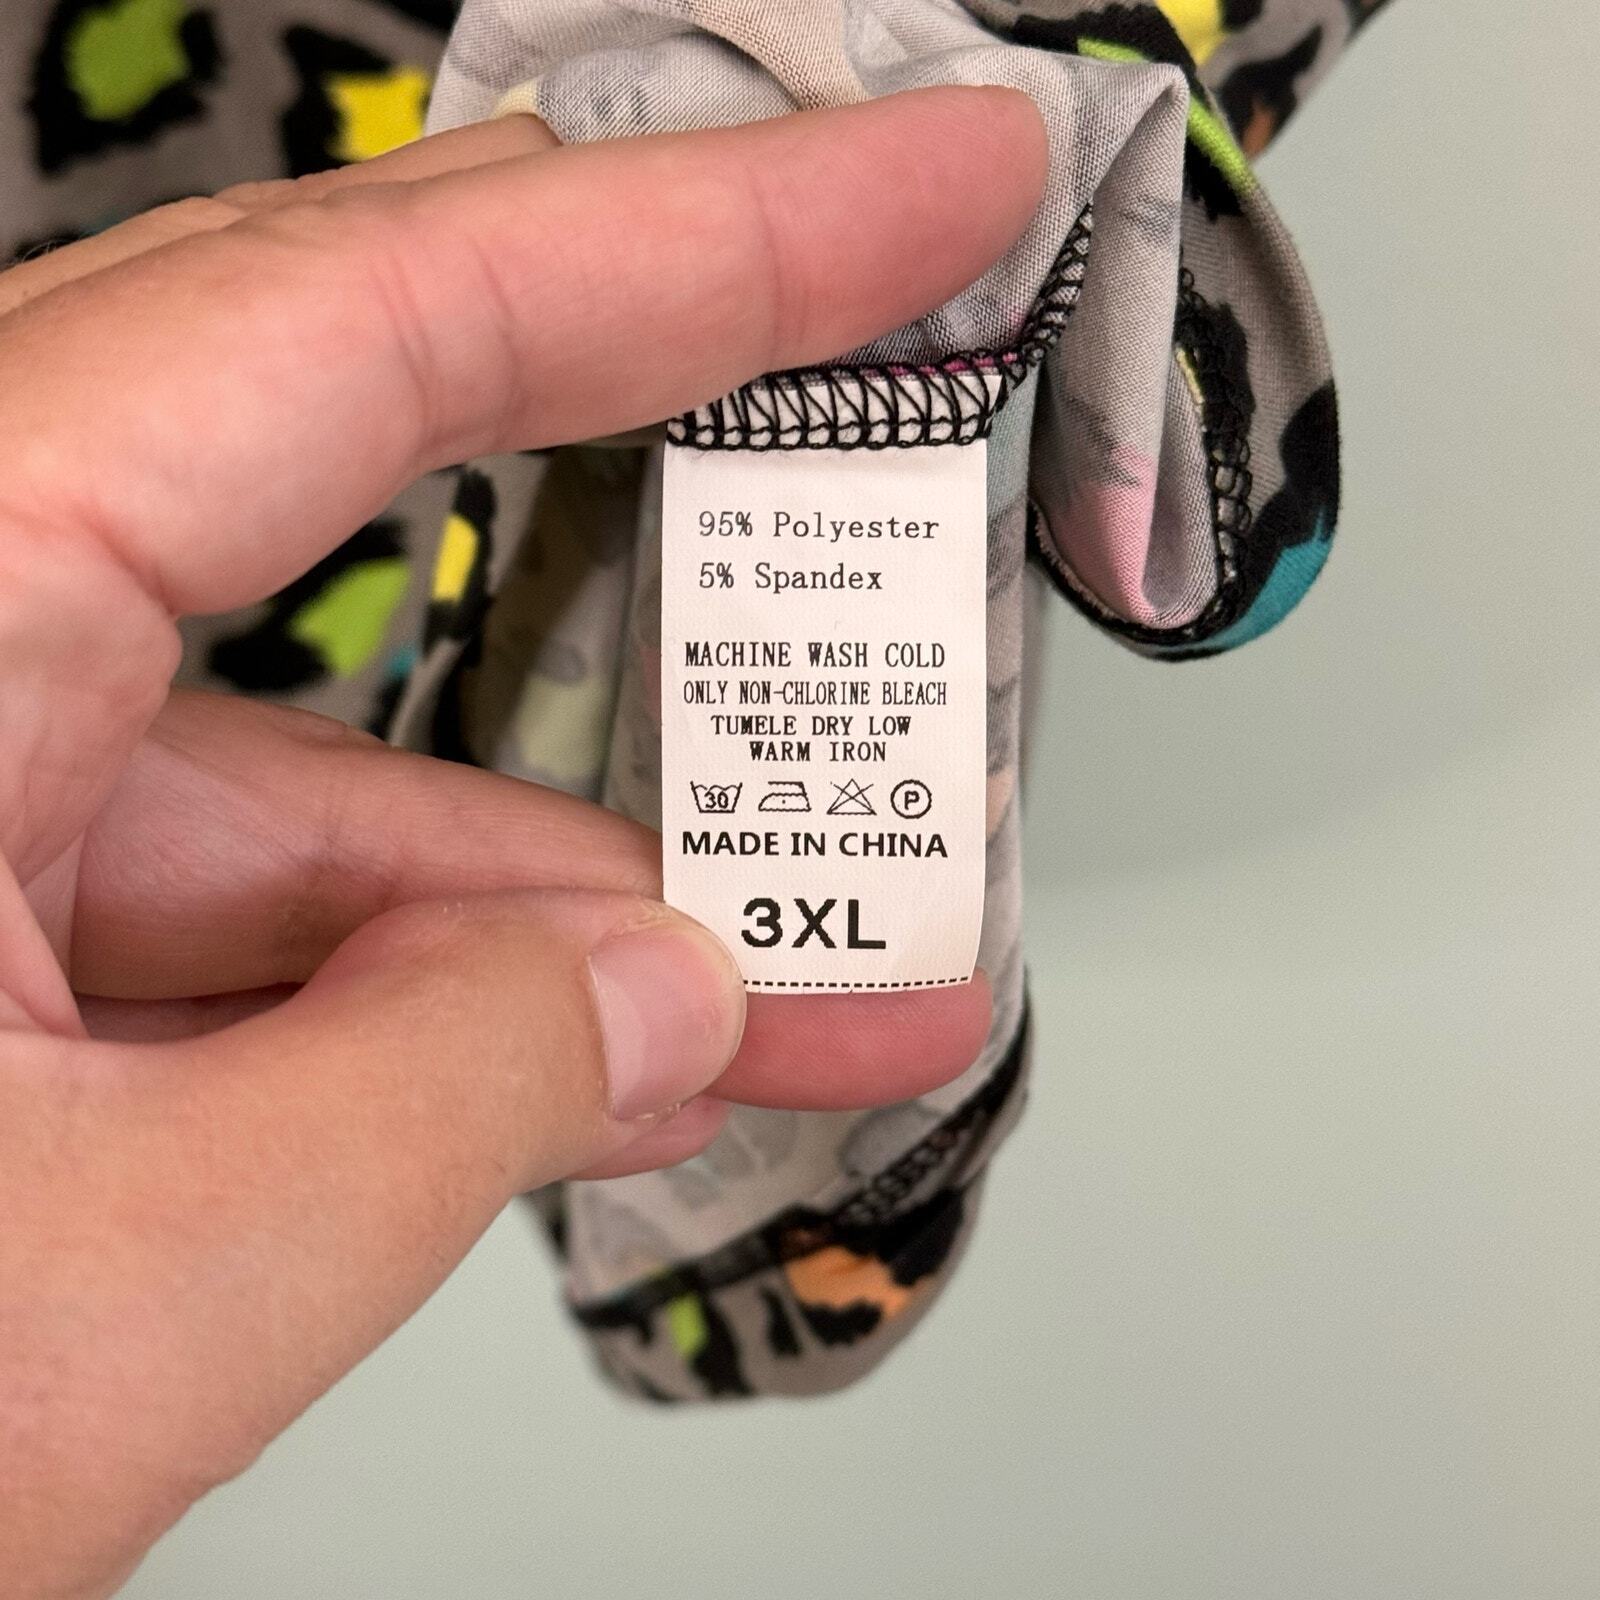 95% Polyester
5% Spandex
MACHINE WASH COLD
ONLY NON-CHLORINE BLEACH
TUMELE DRY LOW
WARM IRON
30 P
MADE IN CHINA
3XL